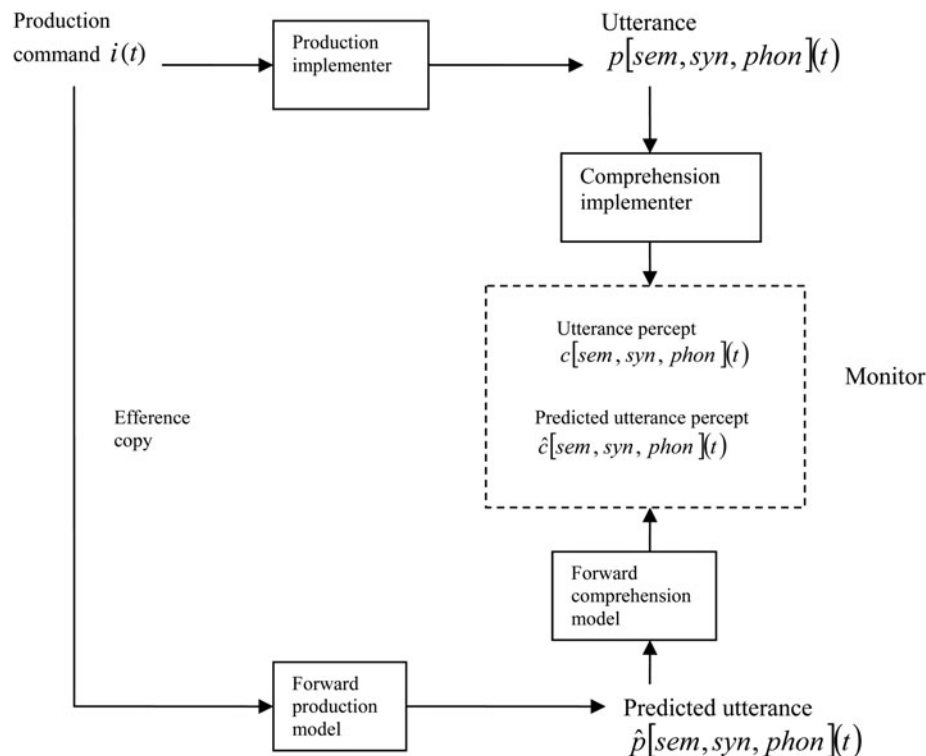 Production
command i(t)
Production
implementer
Utterance
p[sem, syn, phon](t)
Comprehension
implementer
Utterance percept
c[sem, syn, phon](t)
Monitor
Predicted utterance percept
ĉ[sem, syn, phon](t)
Efference
copy
Forward
comprehension
model
Forward
production
model
Predicted utterance
p̂[sem, syn, phon](t)